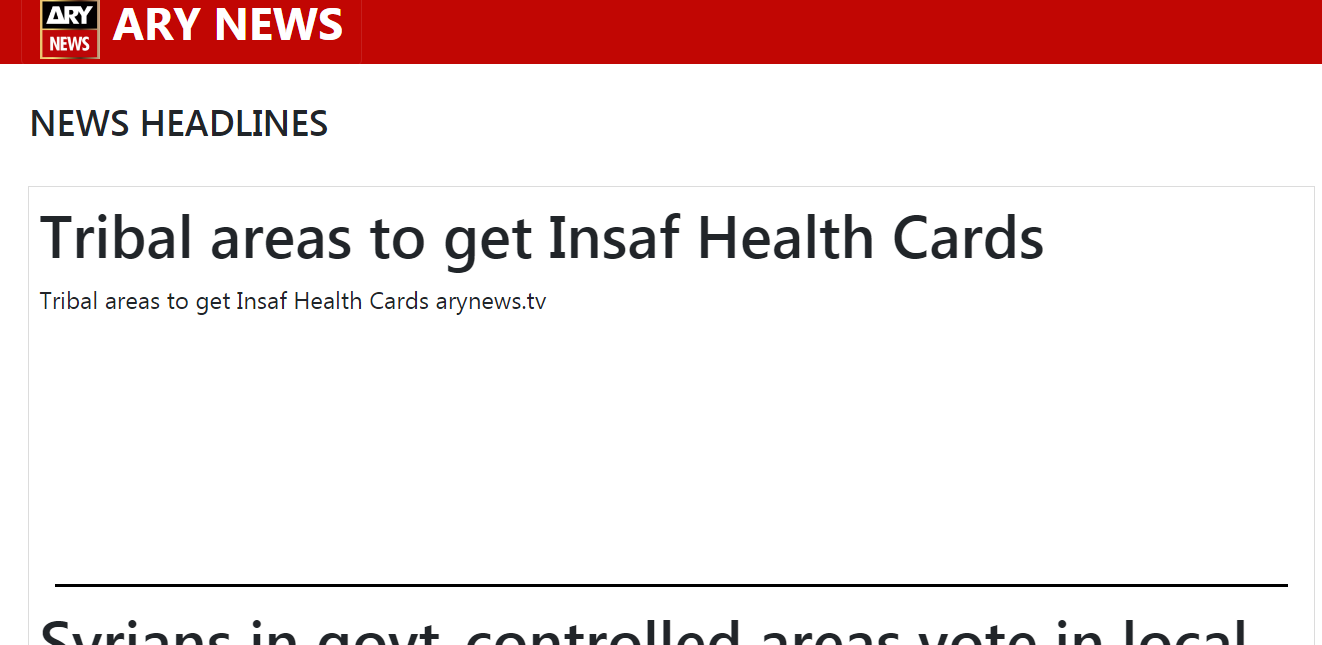 ARY
NEWS
ARY NEWS
NEWS HEADLINES
Tribal areas to get Insaf Health Cards
Tribal areas to get Insaf Health Cards arynews.tv
Syrians in govt-controlled areas vote in local